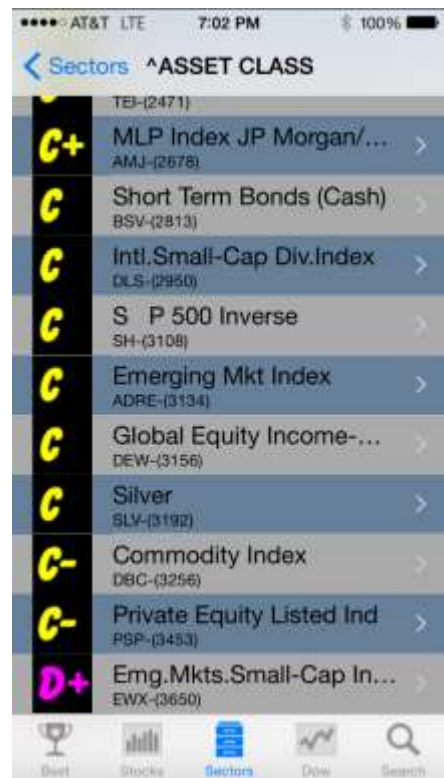 AT&T LTE 7:02 PM 100%
Sectors ^ASSET CLASS
C
TEI-(2471)
C+ MLP Index JP Morgan/...
AMJ-(2678)
C Short Term Bonds (Cash)
BSV-(2813)
C Intl.Small-Cap Div.Index
DLS-(2950)
C S P 500 Inverse
SH-(3108)
C Emerging Mkt Index
ADRE-(3134)
C Global Equity Income-...
DEW-(3156)
C Silver
SLV-(3192)
C- Commodity Index
DBC-(3256)
C- Private Equity Listed Ind
PSP-(3453)
D+ Emg.Mkts.Small-Cap In...
EWX-(3650)
Best Stocks Sectors Dow Search